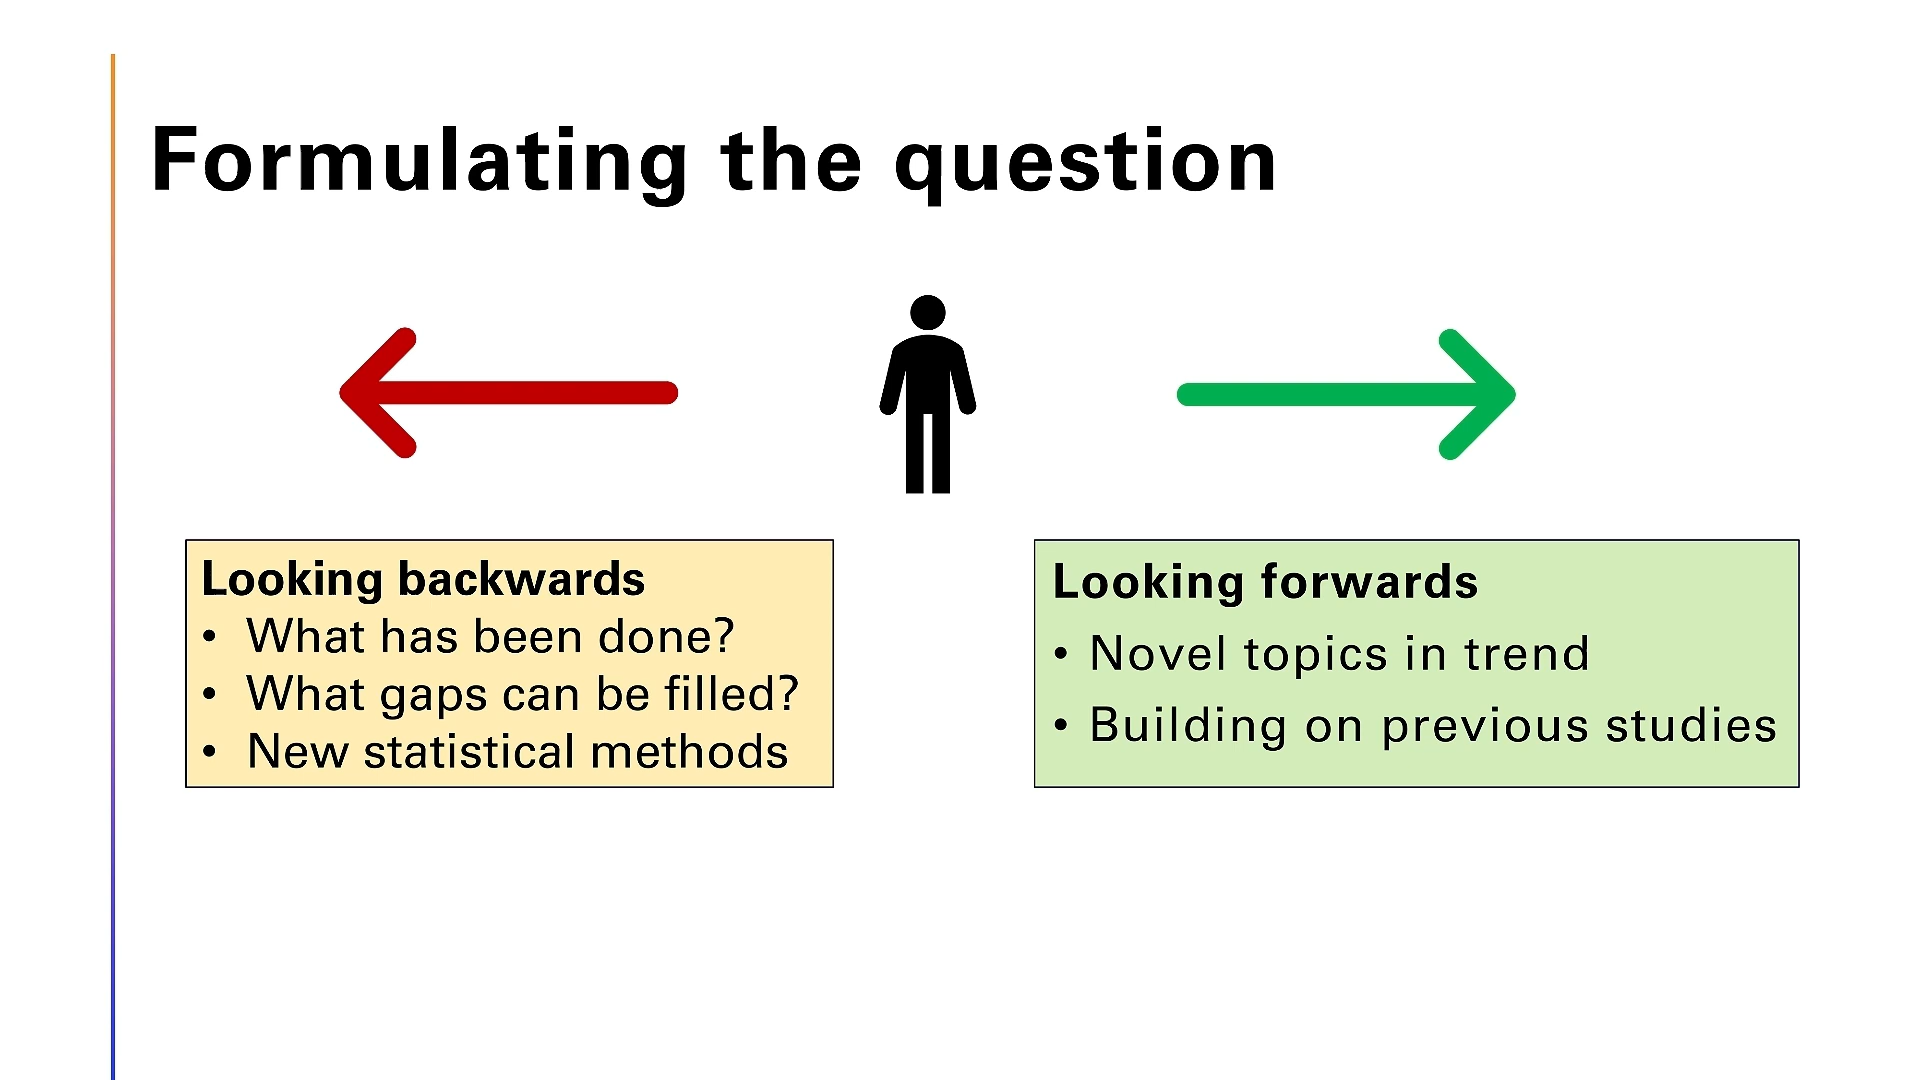 Formulating the question
Looking backwards
• What has been done?
• What gaps can be filled?
• New statistical methods
Looking forwards
• Novel topics in trend
• Building on previous studies